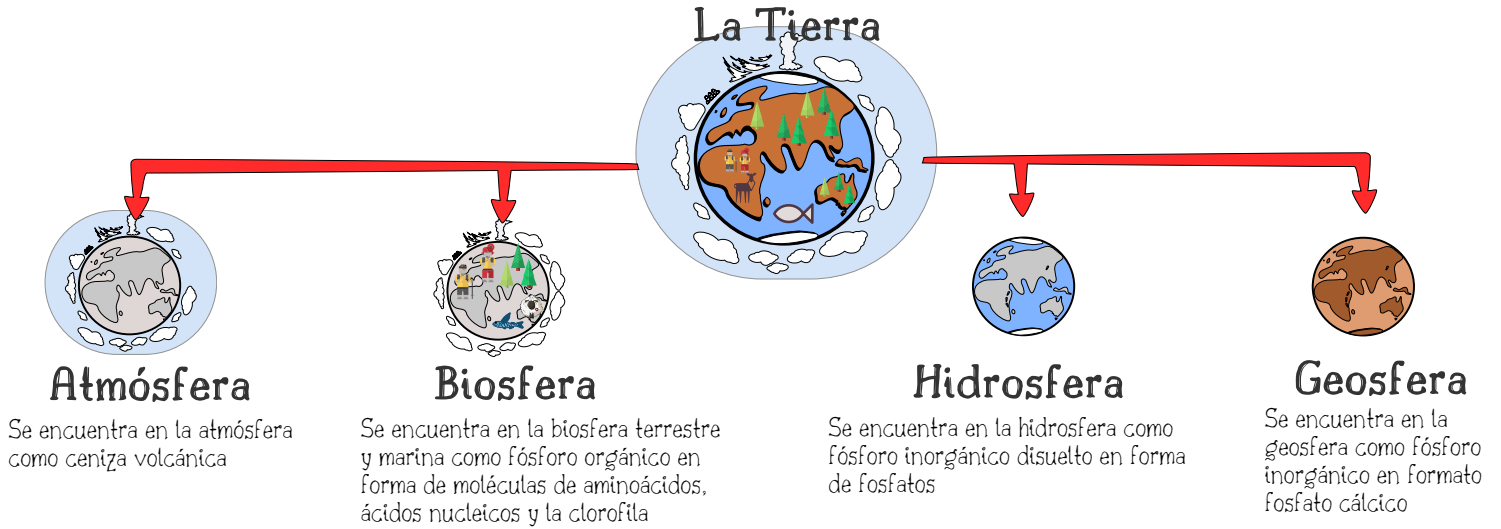 La Tierra
Atmósfera
Se encuentra en la atmósfera
como ceniza volcánica
Biosfera
Se encuentra en la biosfera terrestre
y marina como fósforo orgánico en
forma de moléculas de aminoácidos,
ácidos nucleicos y la clorofila
Hidrosfera
Se encuentra en la hidrosfera como
fósforo inorgánico disuelto en forma
de fosfatos
Geosfera
Se encuentra en la
geosfera como fósforo
inorgánico en formato
fosfato cálcico